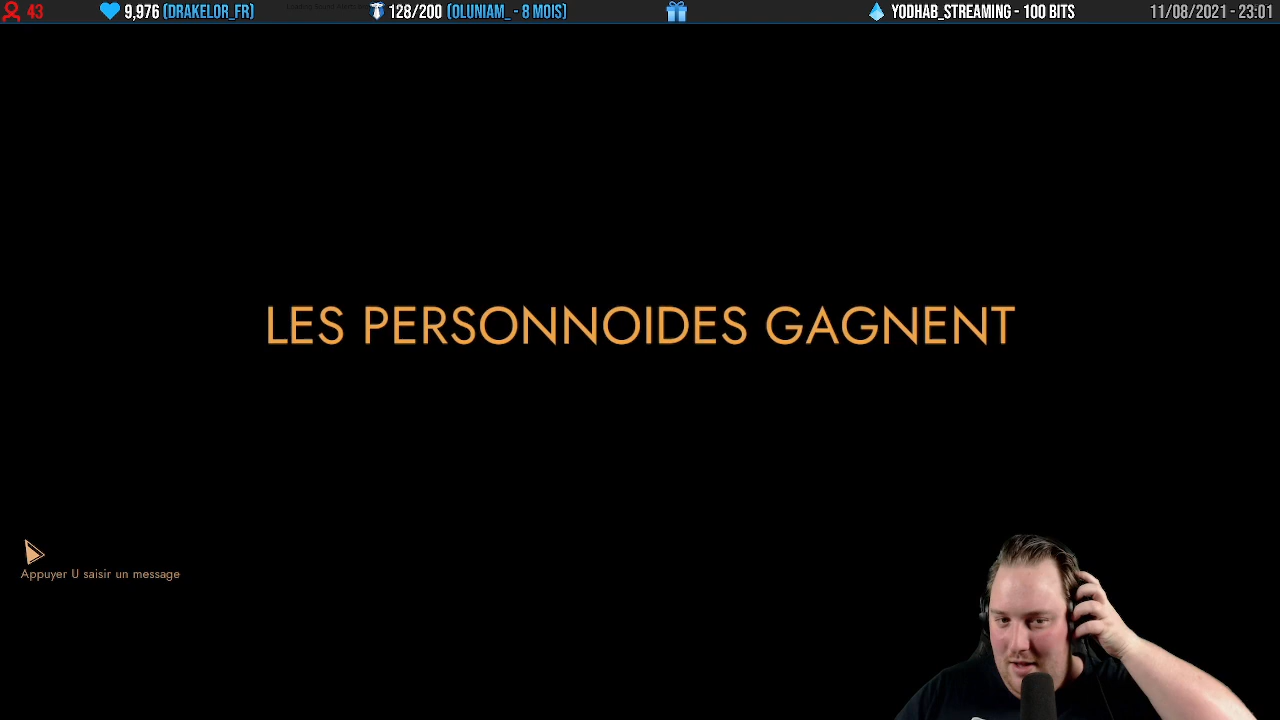 43
9,976 (DRAKELOR_FR)
128/200 (OLUNIAM_ - 8 MOIS)
YODHAB_STREAMING - 100 BITS
11/08/2021 - 23:01
LES PERSONNOIDES GAGNENT
Appuyer U saisir un message